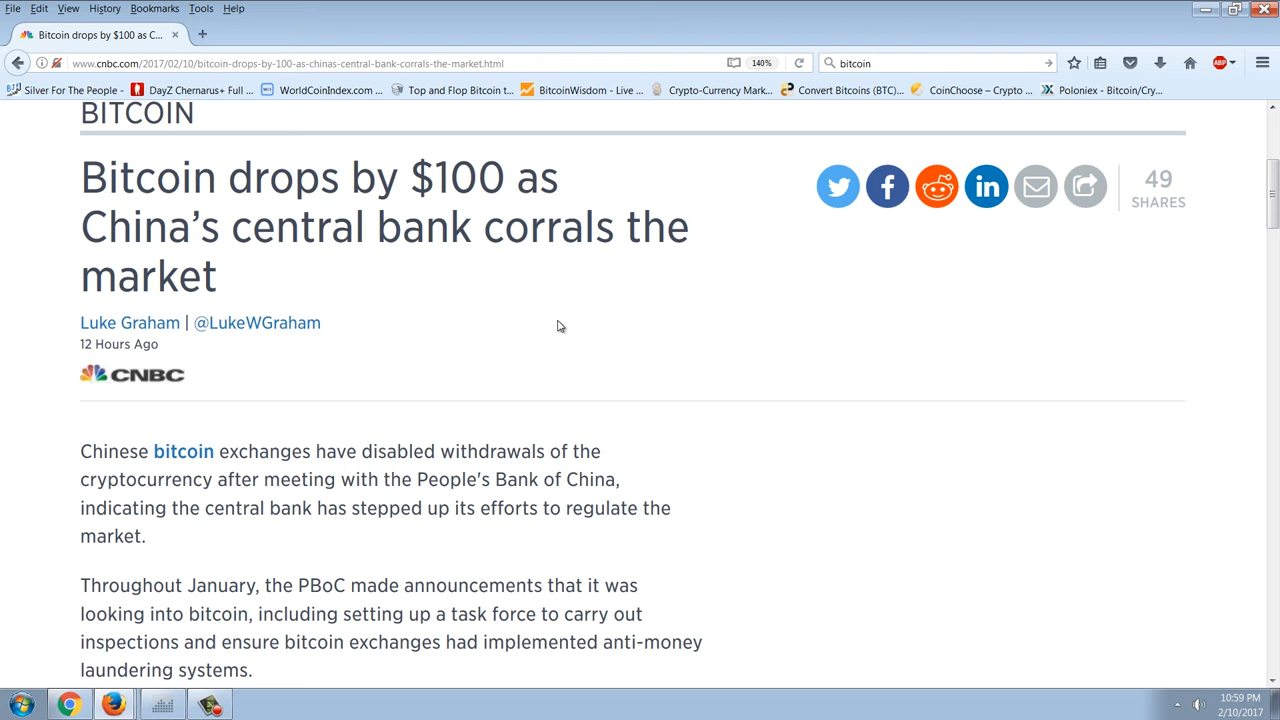 File Edit View History Bookmarks Tools Help
Bitcoin drops by $100 as C...
www.cnbc.com/2017/02/10/bitcoin-drops-by-100-as-chinas-central-bank-corrals-the-market.html 140% bitcoin ABP
Silver For The People - DayZ Chernarus+ Full ... WorldCoinIndex.com ... Top and Flop Bitcoin t... BitcoinWisdom - Live ... Crypto-Currency Mark... Convert Bitcoins (BTC)... CoinChoose – Crypto ... Poloniex - Bitcoin/Cry...
BITCOIN
Bitcoin drops by $100 as
China’s central bank corrals the
market
49
SHARES
Luke Graham | @LukeWGraham
12 Hours Ago
CNBC
Chinese bitcoin exchanges have disabled withdrawals of the
cryptocurrency after meeting with the People's Bank of China,
indicating the central bank has stepped up its efforts to regulate the
market.
Throughout January, the PBoC made announcements that it was
looking into bitcoin, including setting up a task force to carry out
inspections and ensure bitcoin exchanges had implemented anti-money
laundering systems.
10:59 PM
2/10/2017